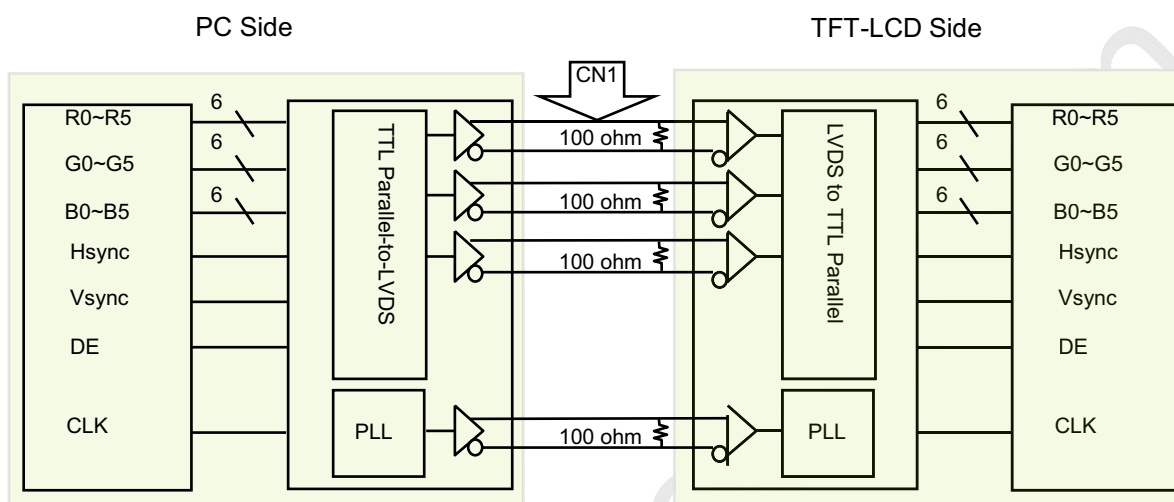 PC Side
TFT-LCD Side
CN1
R0~R5
6
G0~G5
6
B0~B5
6
Hsync
Vsync
DE
CLK
TTL Parallel-to-LVDS
PLL
100 ohm
100 ohm
100 ohm
100 ohm
LVDS to TTL Parallel
PLL
6
R0~R5
6
G0~G5
6
B0~B5
Hsync
Vsync
DE
CLK